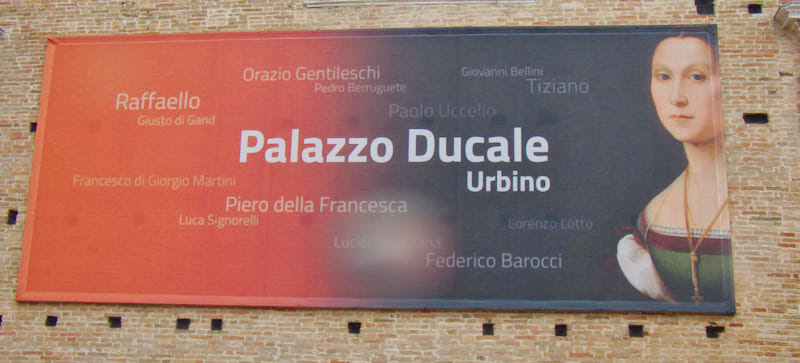 Orazio Gentileschi
Giovanni Bellini
Pedro Berruguete
Tiziano
Raffaello
Paolo Uccello
Giusto di Gand
Palazzo Ducale
Urbino
Francesco di Giorgio Martini
Piero della Francesca
Luca Signorelli
Lorenzo Lotto
Federico Barocci